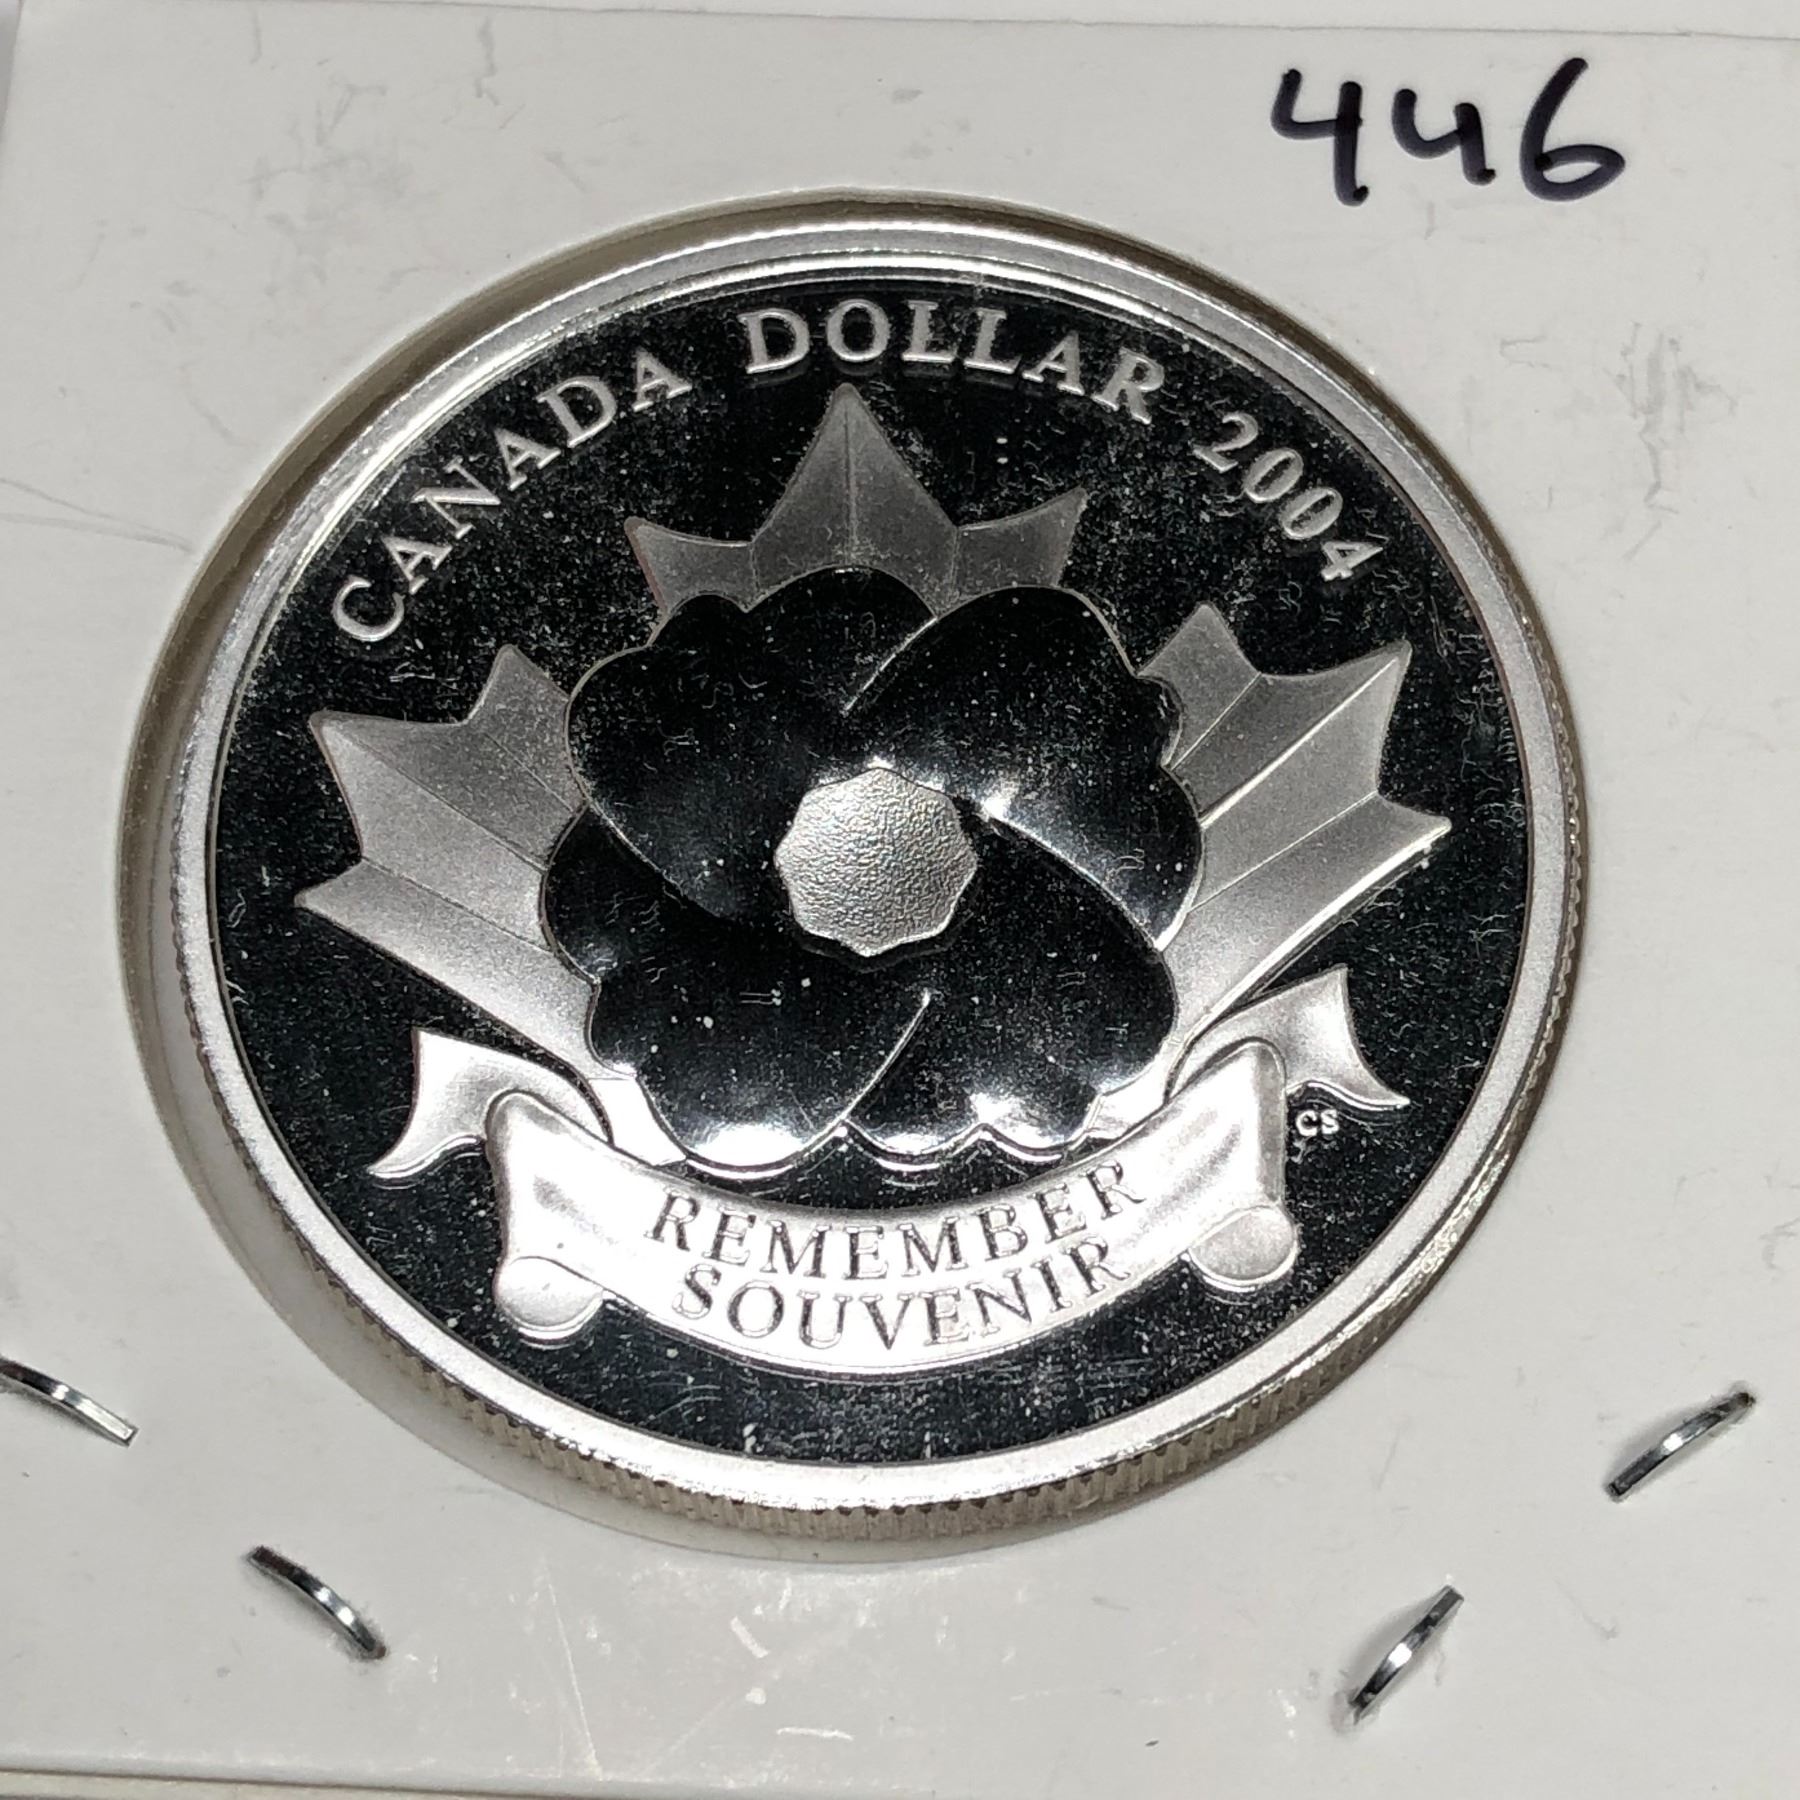 446
CANADA DOLLAR 2004
CS
REMEMBER
SOUVENIR